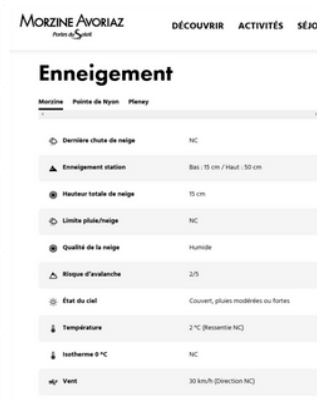 MORZINE AVORIAZ
Portes du Soleil
DÉCOUVRIR ACTIVITÉS SÉJO
Enneigement
Morzine Pointe de Nyon Pleney
Dernière chute de neige NC
Enneigement station Bas : 15 cm / Haut : 50 cm
Hauteur totale de neige 15 cm
Limite pluie/neige NC
Qualité de la neige Humide
Risque d'avalanche 2/5
État du ciel Couvert, pluies modérées ou fortes
Température 2 °C (Ressentie NC)
Isotherme 0 °C NC
Vent 30 km/h (Direction NC)